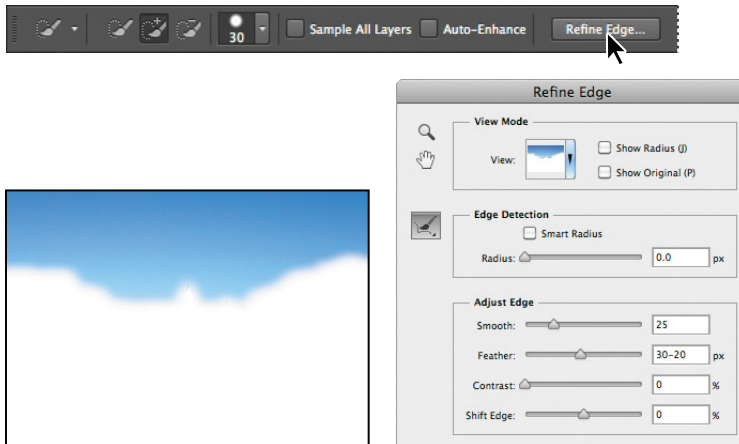 30
Sample All Layers
Auto-Enhance
Refine Edge...
Refine Edge
View Mode
View:
Show Radius (J)
Show Original (P)
Edge Detection
Smart Radius
Radius: 0.0 px
Adjust Edge
Smooth: 25
Feather: 30–20 px
Contrast: 0 %
Shift Edge: 0 %